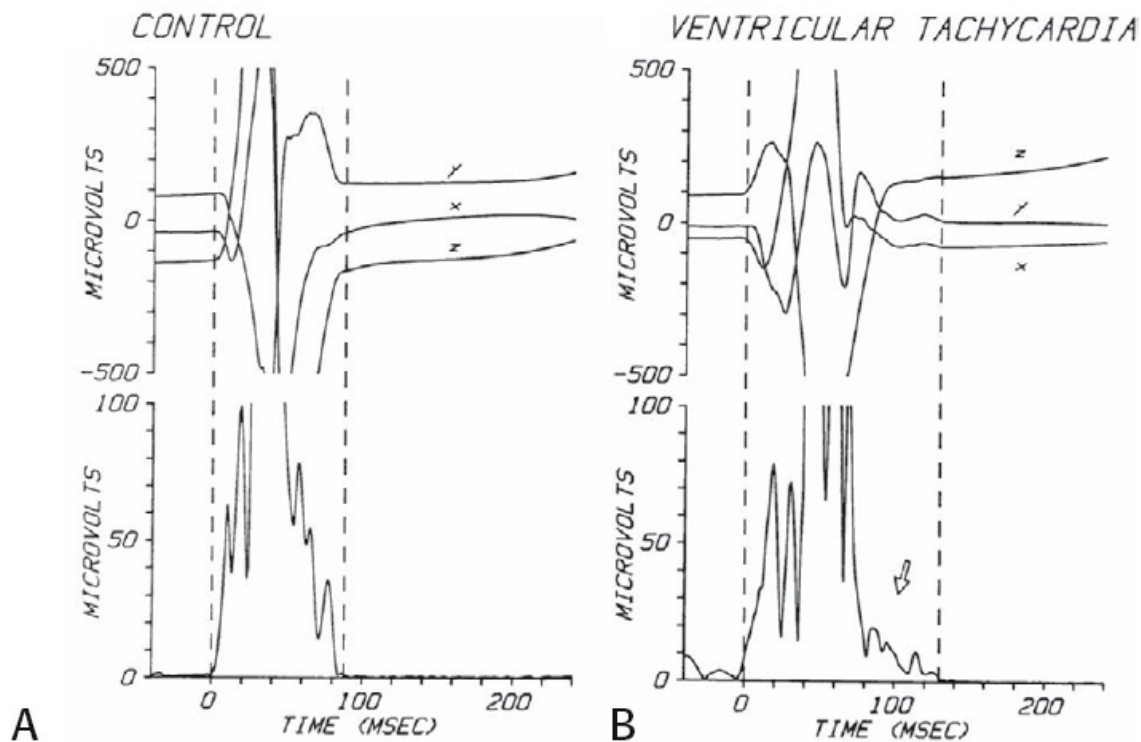 CONTROL
500
0
-500
MICROVOLTS
y
x
z
100
50
0
MICROVOLTS
0
100
200
TIME (MSEC)
A
VENTRICULAR TACHYCARDIA
500
0
-500
MICROVOLTS
z
y
x
100
50
0
MICROVOLTS
0
100
200
TIME (MSEC)
B